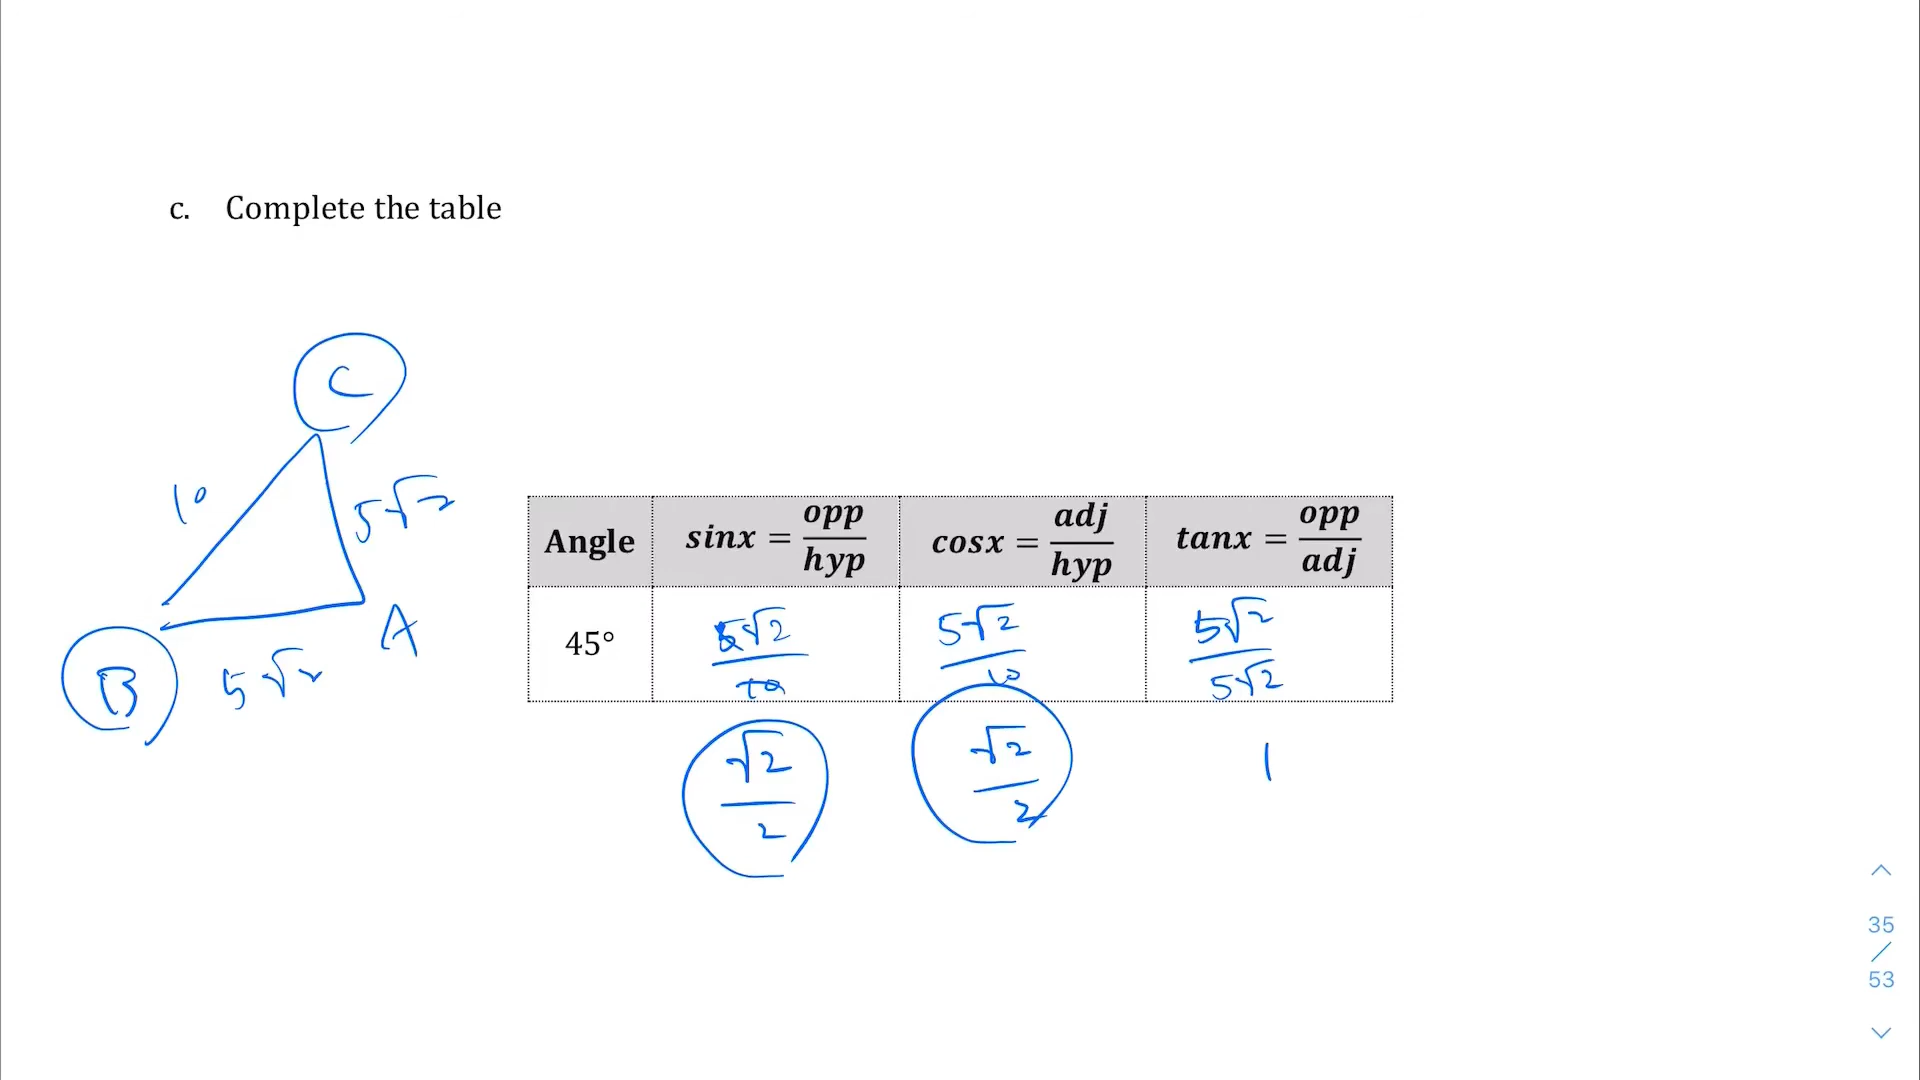 c. Complete the table
C
10
5√2
A
B
5√2
Angle sinx = opp/hyp cosx = adj/hyp tanx = opp/adj
45° 5√2/10 5√2/10 5√2/5√2
√2/2 √2/2 1
35
/
53